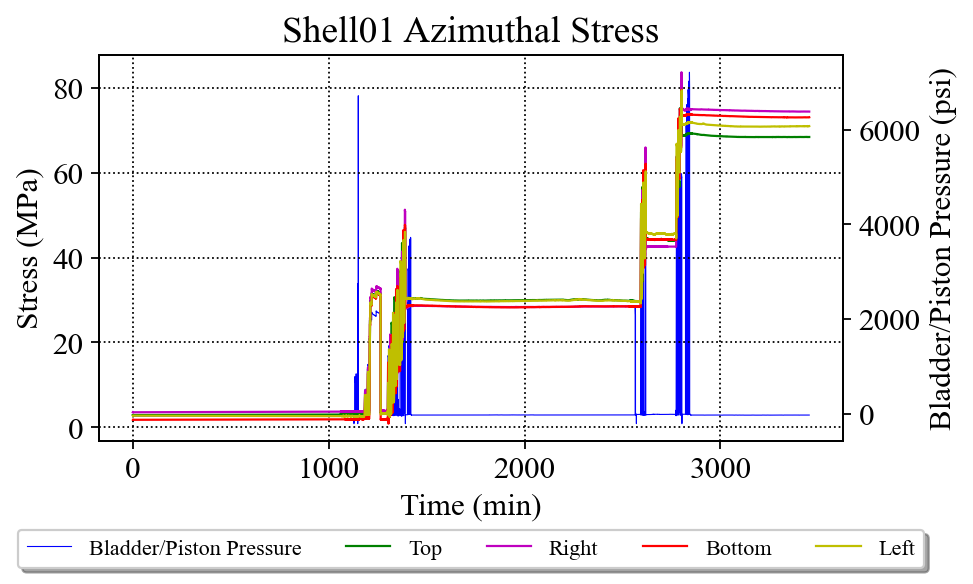 Shell01 Azimuthal Stress
80
60
40
20
0
Stress (MPa)
6000
4000
2000
0
Bladder/Piston Pressure (psi)
0 1000 2000 3000
Time (min)
Bladder/Piston Pressure Top Right Bottom Left